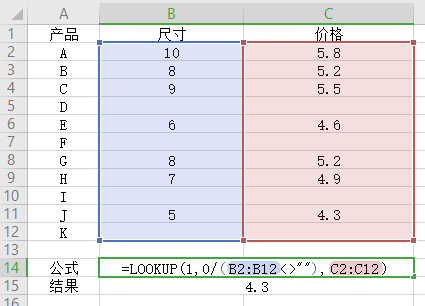 A B C
1 产品 尺寸 价格
2 A 10 5.8
3 B 8 5.2
4 C 9 5.5
5 D
6 E 6 4.6
7 F
8 G 8 5.2
9 H 7 4.9
10 I
11 J 5 4.3
12 K
13
14 公式 =LOOKUP(1,0/(B2:B12<>""),C2:C12)
15 结果 4.3